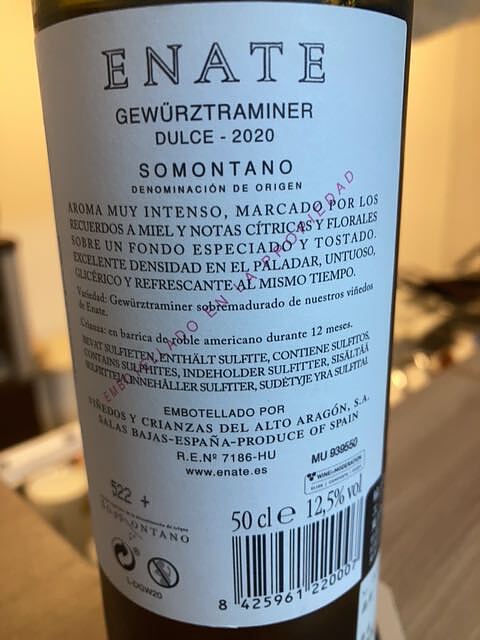 ENATE
GEWÜRZTRAMINER
DULCE - 2020
SOMONTANO
DENOMINACIÓN DE ORIGEN
AROMA MUY INTENSO, MARCADO POR LOS
RECUERDOS A MIEL Y NOTAS CÍTRICAS Y FLORALES
SOBRE UN FONDO ESPECIADO Y TOSTADO.
EXCELENTE DENSIDAD EN EL PALADAR, UNTUOSO,
GLICÉRICO Y REFRESCANTE AL MISMO TIEMPO.
EMBOTELLADO EN LA PROPIEDAD
Variedad: Gewürztraminer sobremadurado de nuestros viñedos
de Enate.
Crianza: en barrica de roble americano durante 12 meses.
BEVAT SULFIETEN, ENTHÄLT SULFITE, CONTIENE SULFITOS,
CONTAINS SULPHITES, INDEHOLDER SULFITTER, SISÄLTÄÄ
SULFIITTEJA, INNEHÅLLER SULFITER, SUDĖTYJE YRA SULFITAI
EMBOTELLADO POR
VIÑEDOS Y CRIANZAS DEL ALTO ARAGÓN, S.A.
SALAS BAJAS-ESPAÑA-PRODUCE OF SPAIN
R.E.Nº 7186-HU
www.enate.es
MU 939550
WINE in MODERATION
522 +
SOMONTANO
50 cl e 12,5% vol
L-DGW20
8 425961 220007